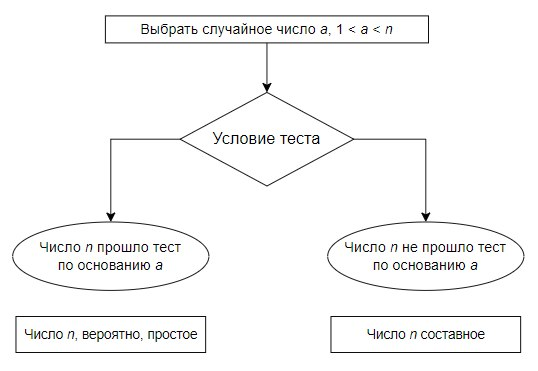 Выбрать случайное число a, 1 < a < n
Условие теста
Число n прошло тест
по основанию a
Число n не прошло тест
по основанию a
Число n, вероятно, простое
Число n составное